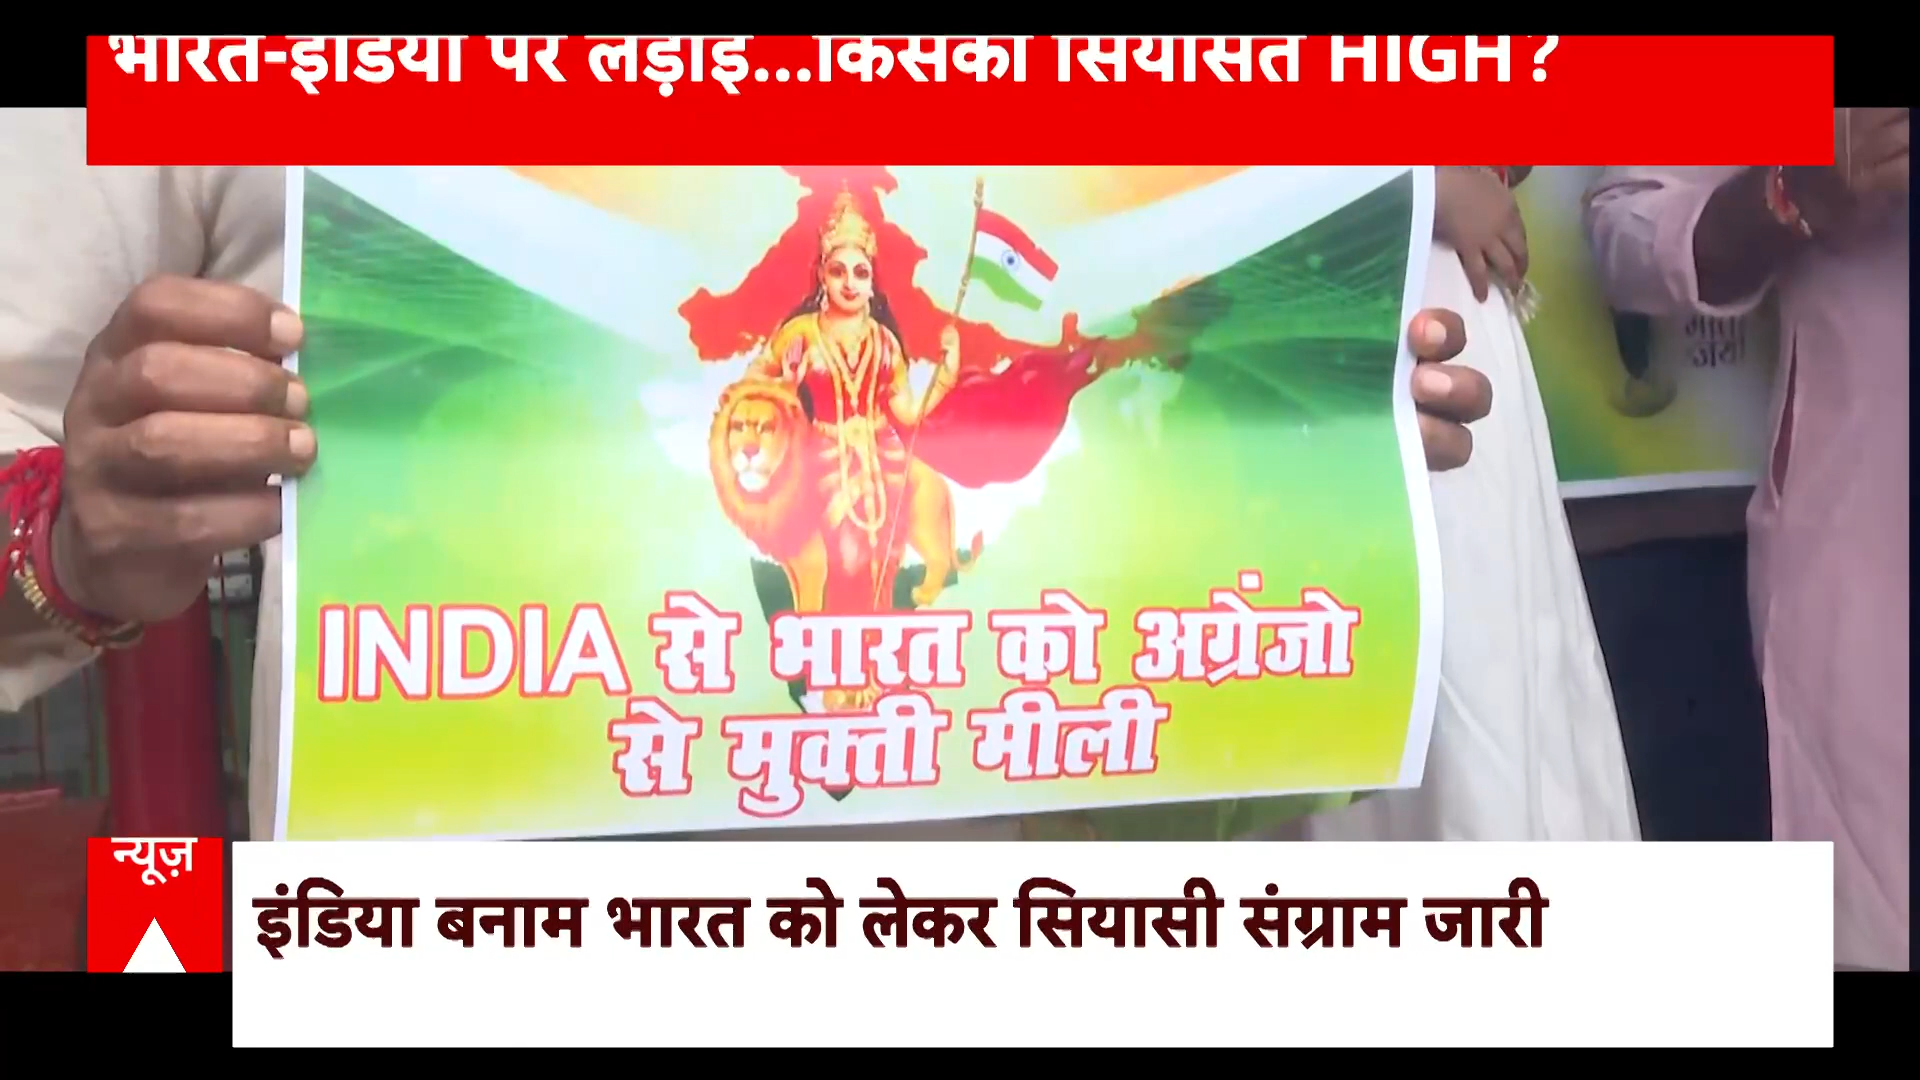 भारत-इंडिया पर लड़ाई...किसकी सियासत HIGH?
INDIA से भारत को अग्रेंजो
से मुक्ती मीली
न्यूज़
इंडिया बनाम भारत को लेकर सियासी संग्राम जारी